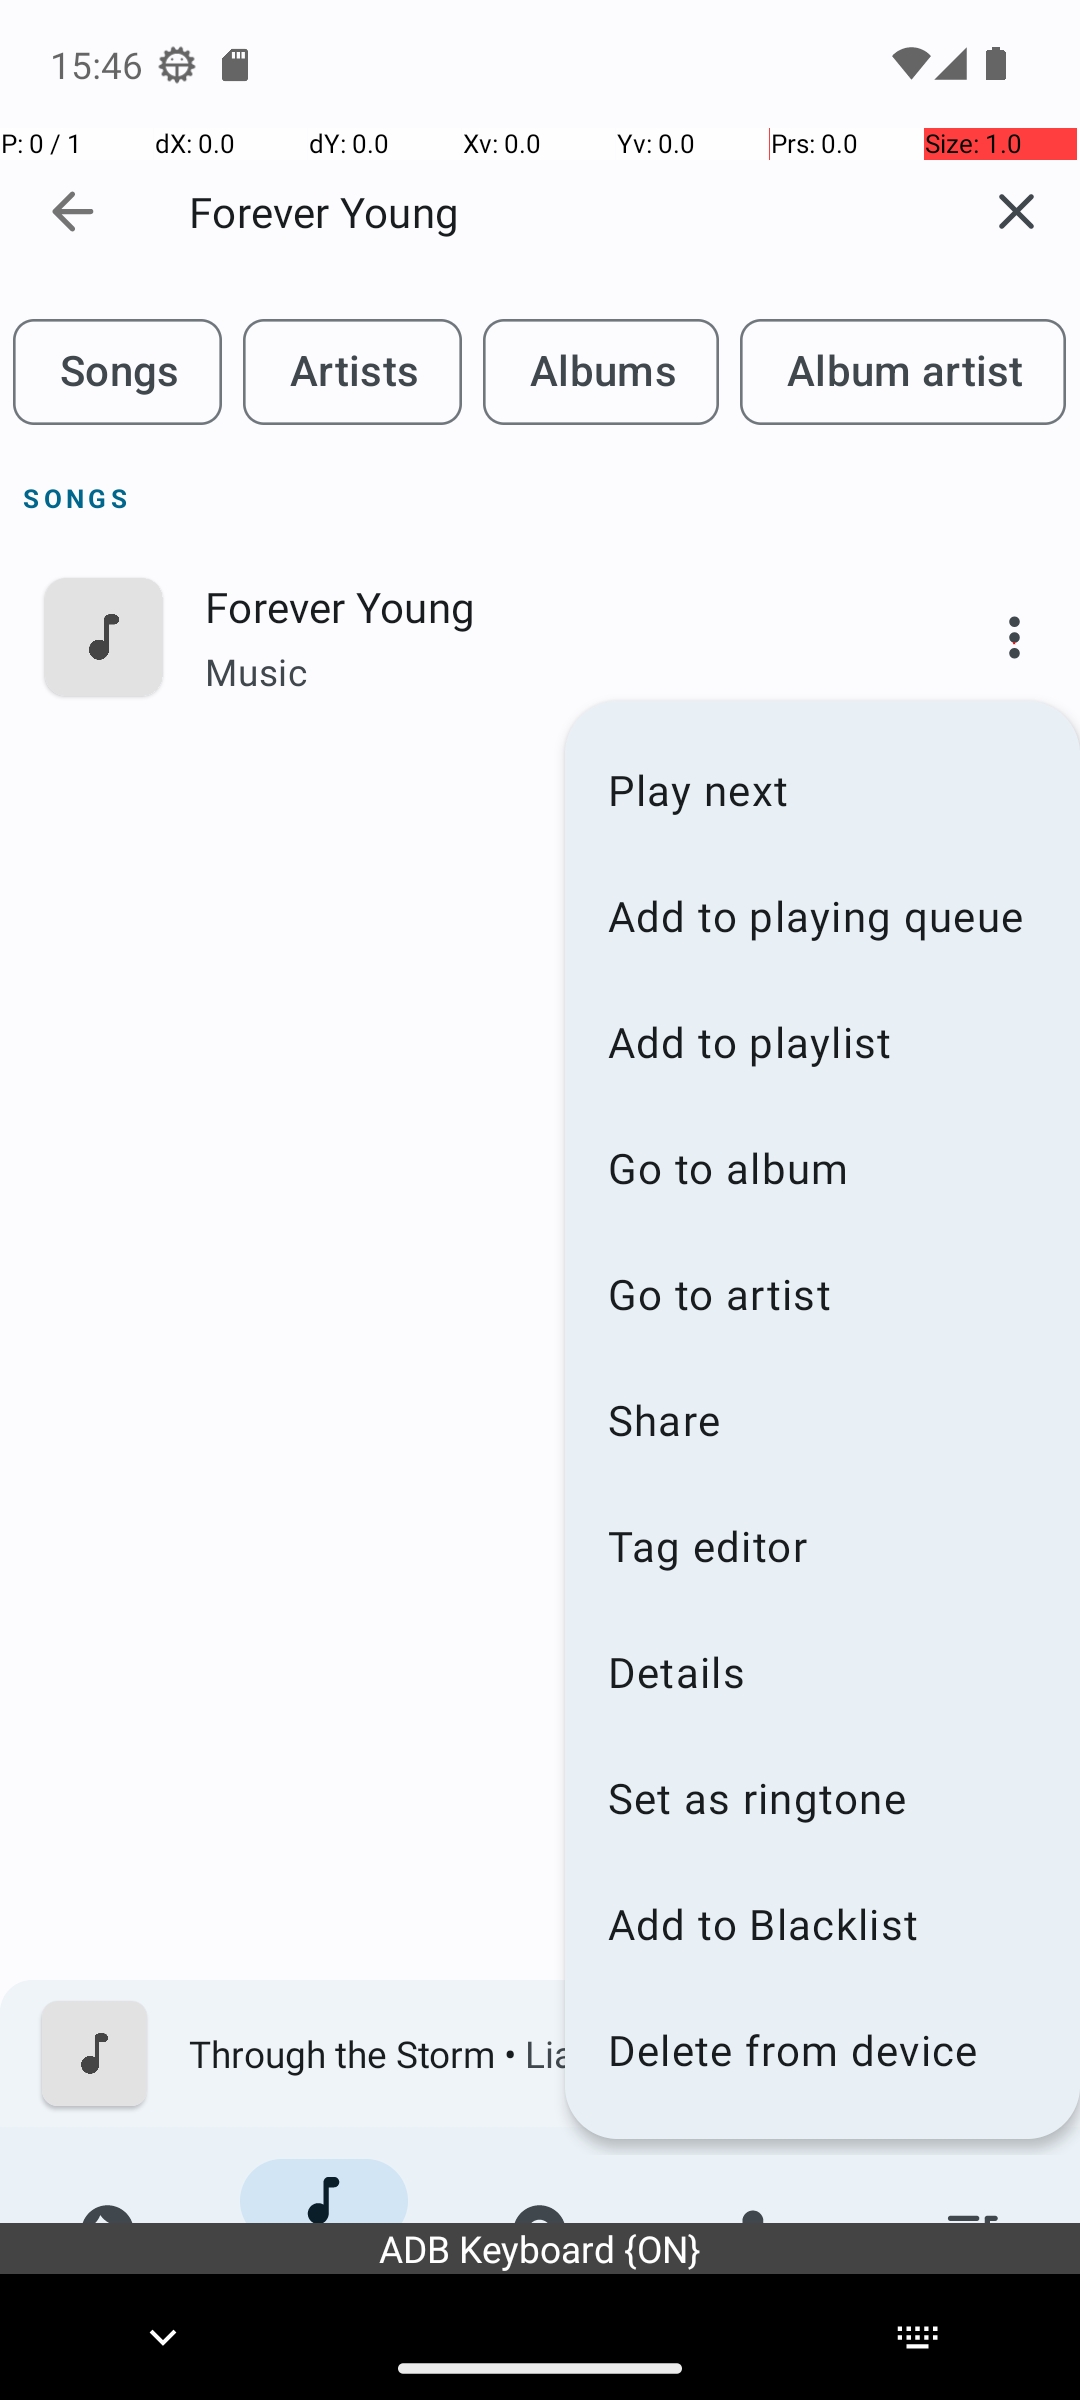 15:46
P: 0 / 1 dX: 0.0 dY: 0.0 Xv: 0.0 Yv: 0.0 Prs: 0.0 Size: 1.0
Forever Young
Songs Artists Albums Album artist
SONGS
Forever Young
Music
Play next
Add to playing queue
Add to playlist
Go to album
Go to artist
Share
Tag editor
Details
Set as ringtone
Add to Blacklist
Through the Storm •
Delete from device
ADB Keyboard {ON}